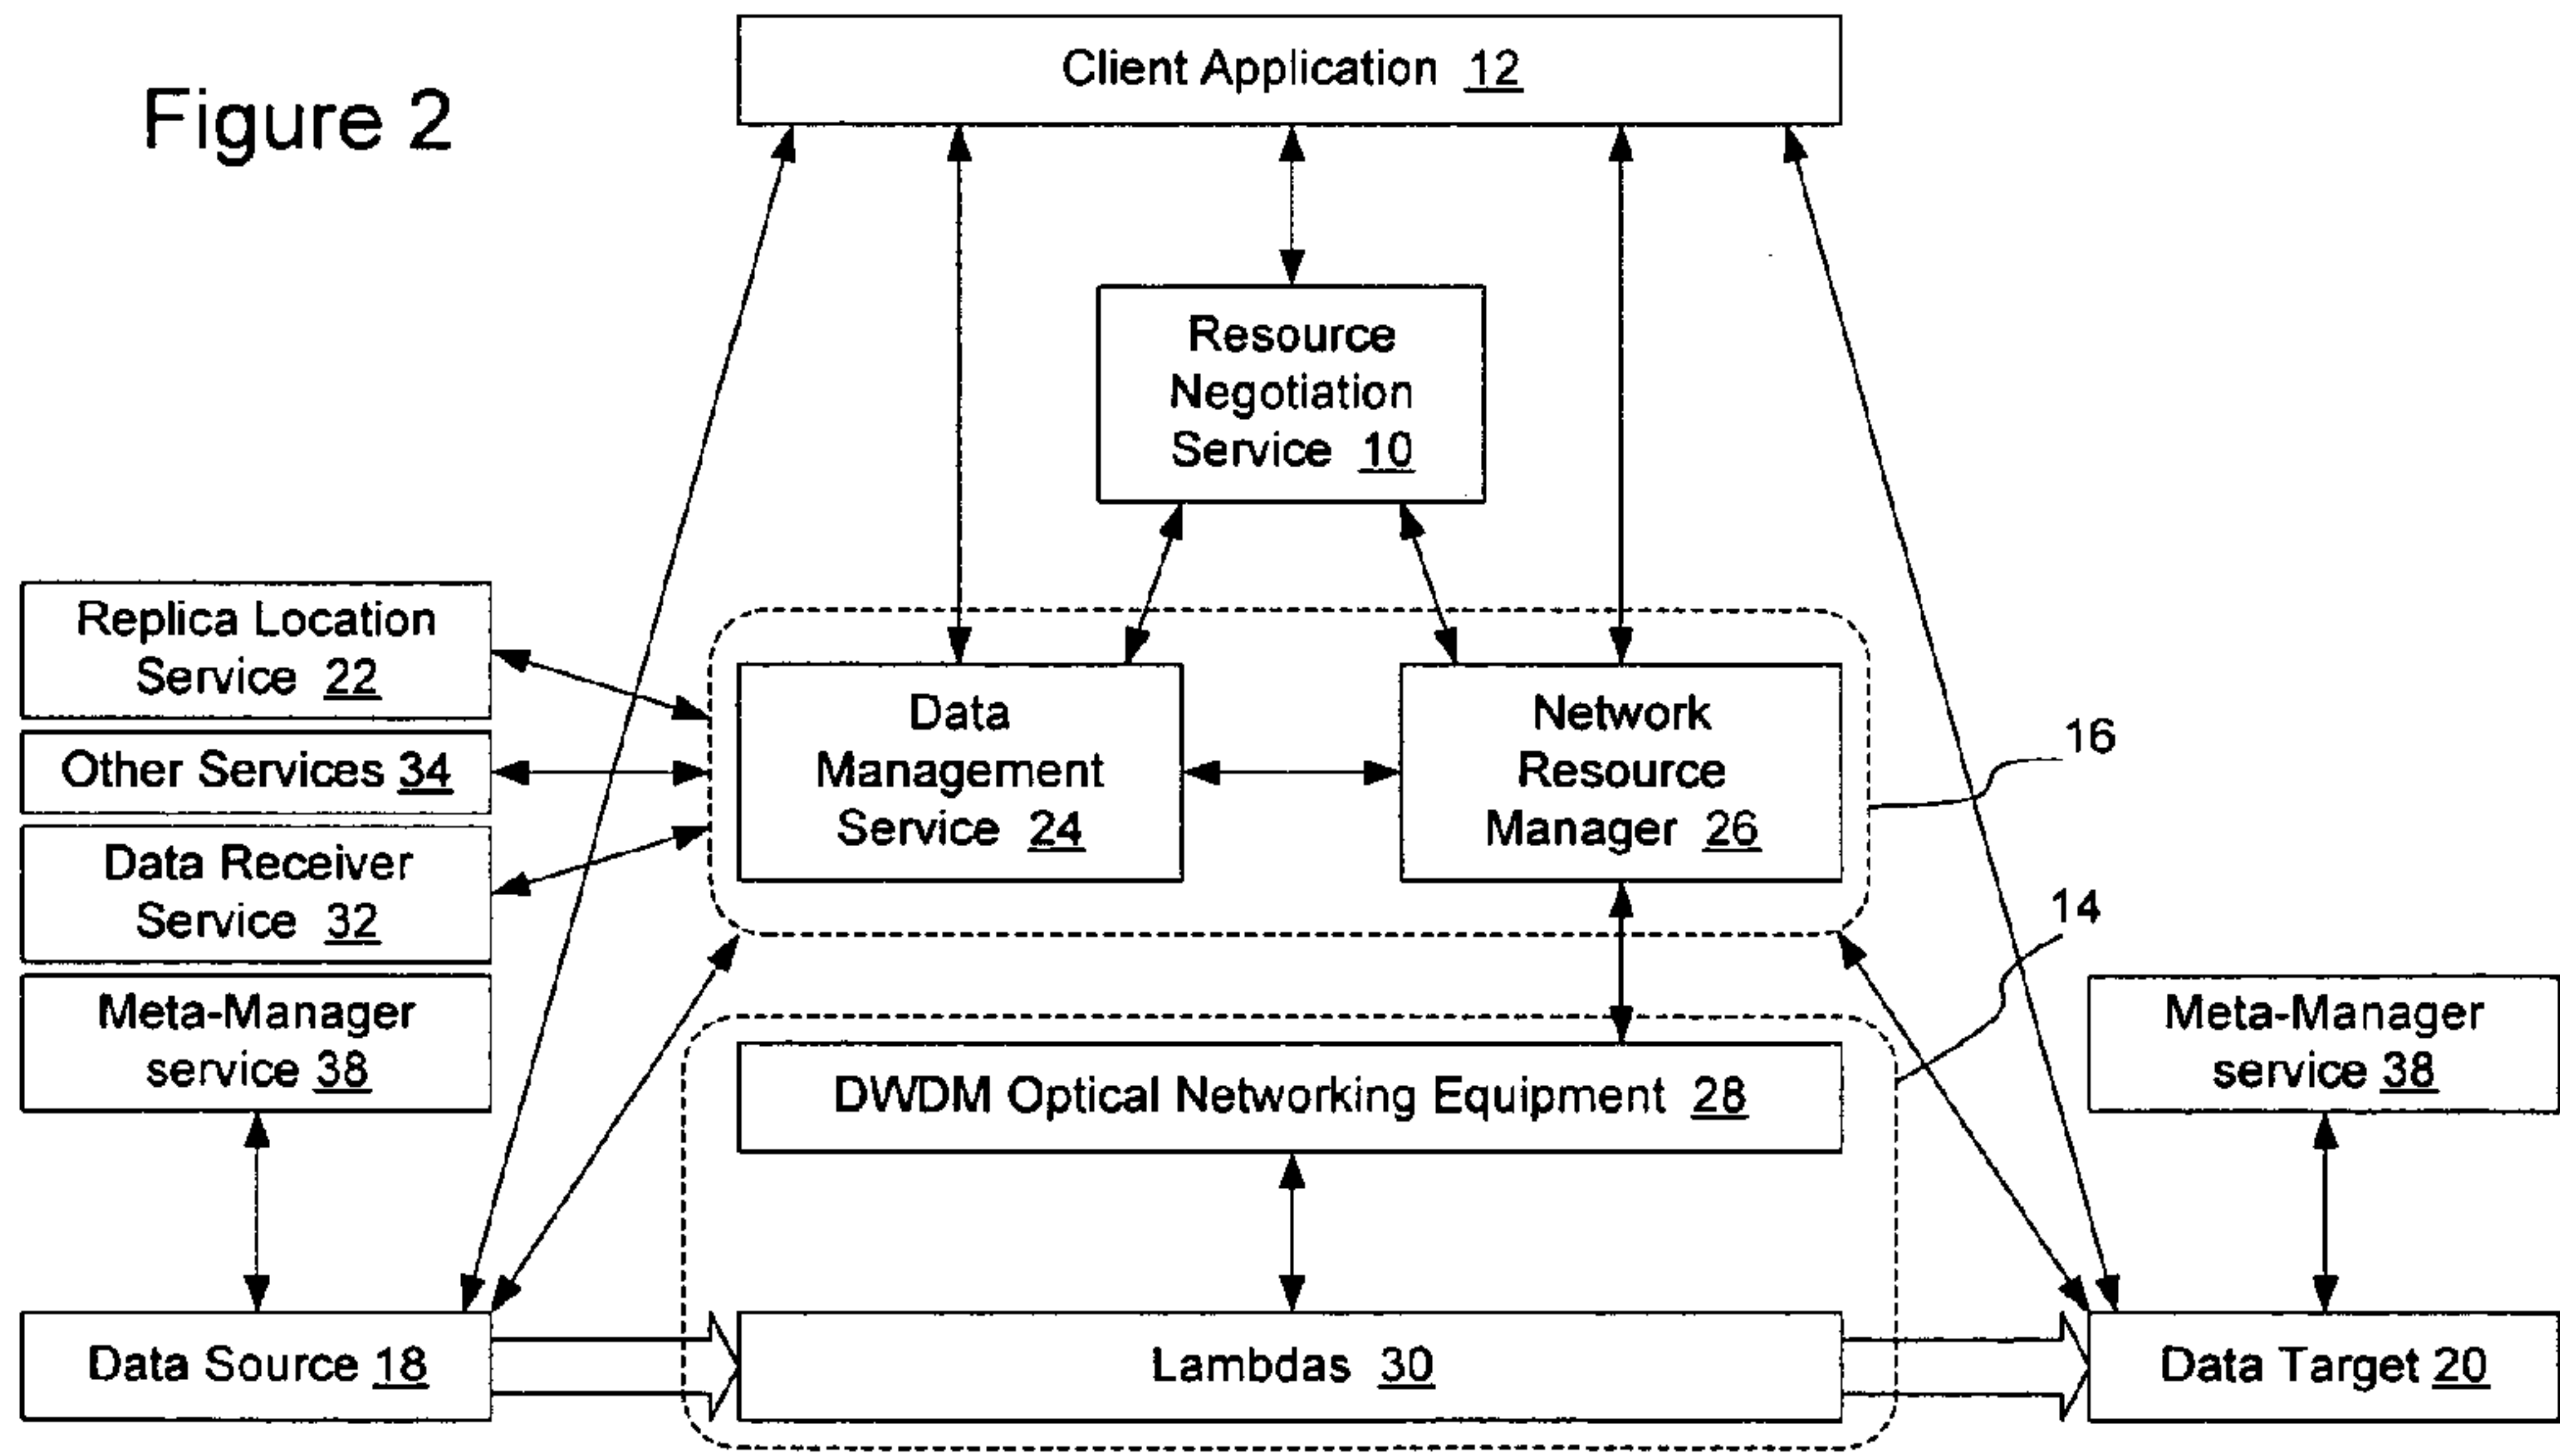 Figure 2
Client Application 12
Resource
Negotiation
Service 10
Replica Location
Service 22
Other Services 34
Data Receiver
Service 32
Meta-Manager
service 38
Data
Management
Service 24
Network
Resource
Manager 26
16
14
DWDM Optical Networking Equipment 28
Meta-Manager
service 38
Data Source 18
Lambdas 30
Data Target 20